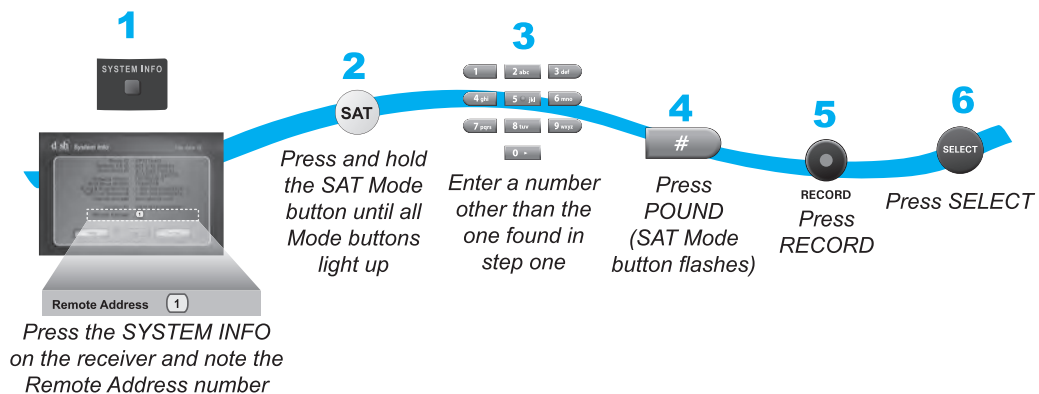 1
SYSTEM INFO
dish System Info
Remote Address 1
Press the SYSTEM INFO
on the receiver and note the
Remote Address number
2
SAT
Press and hold
the SAT Mode
button until all
Mode buttons
light up
3
1 2 abc 3 def
4 ghi 5 jkl 6 mno
7 pqrs 8 tuv 9 wxyz
0
Enter a number
other than the
one found in
step one
4
#
Press
POUND
(SAT Mode
button flashes)
5
RECORD
Press
RECORD
6
SELECT
Press SELECT